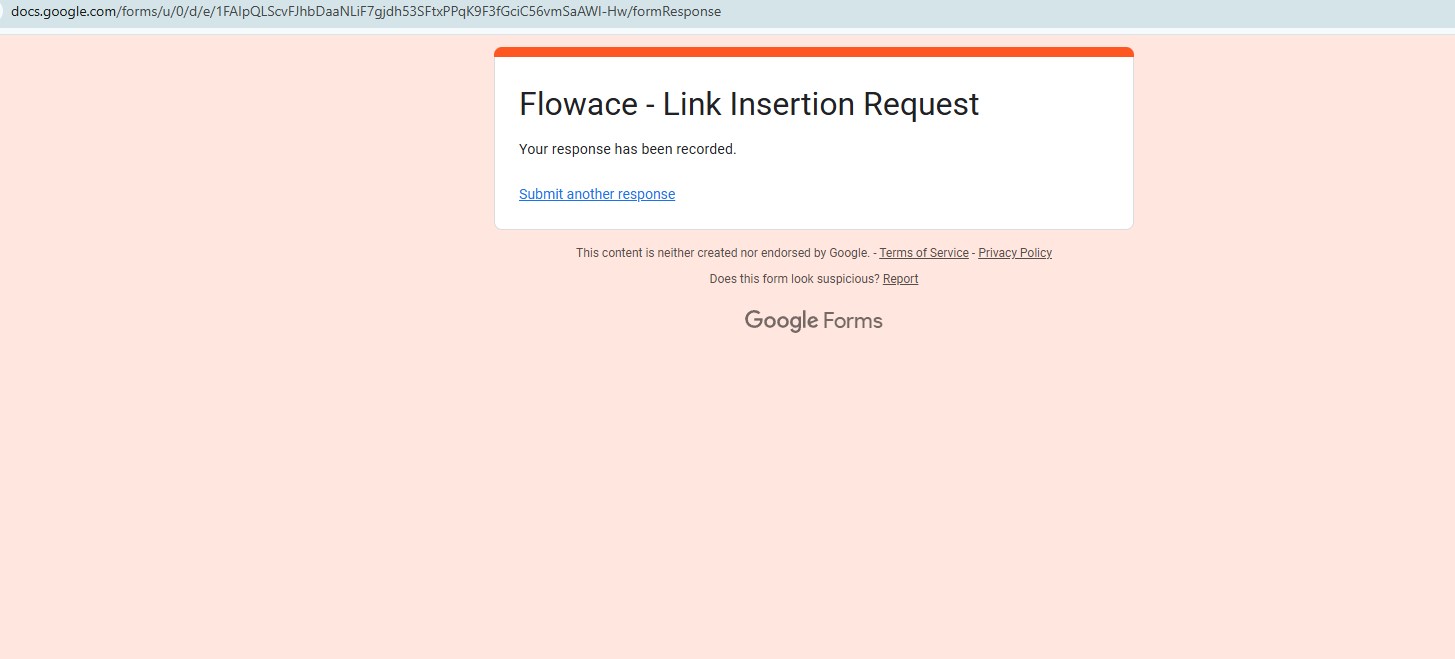 docs.google.com/forms/u/0/d/e/1FAIpQLScvFJhbDaaNLiF7gjdh53SFtxPPqK9F3fGciC56vmSaAWI-Hw/formResponse
Flowace - Link Insertion Request
Your response has been recorded.
Submit another response
This content is neither created nor endorsed by Google. - Terms of Service - Privacy Policy
Does this form look suspicious? Report
Google Forms